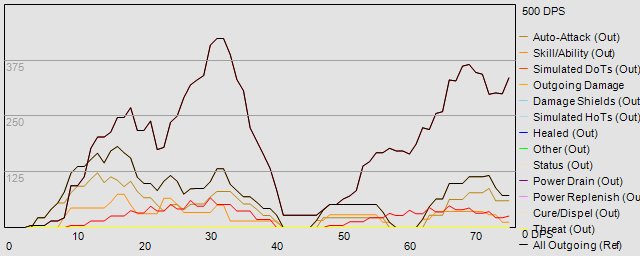 500 DPS
Auto-Attack (Out)
Skill/Ability (Out)
375
Simulated DoTs (Out)
Outgoing Damage
Damage Shields (Out
250
Simulated HoTs (Out)
Healed (Out)
Other (Out)
Status (Out)
125
Power Drain (Out)
Power Replenish (Ou
Cure/Dispel (Out)
Threat (Out)
0 DPS
All Outgoing (Ref)
0 10 20 30 40 50 60 70